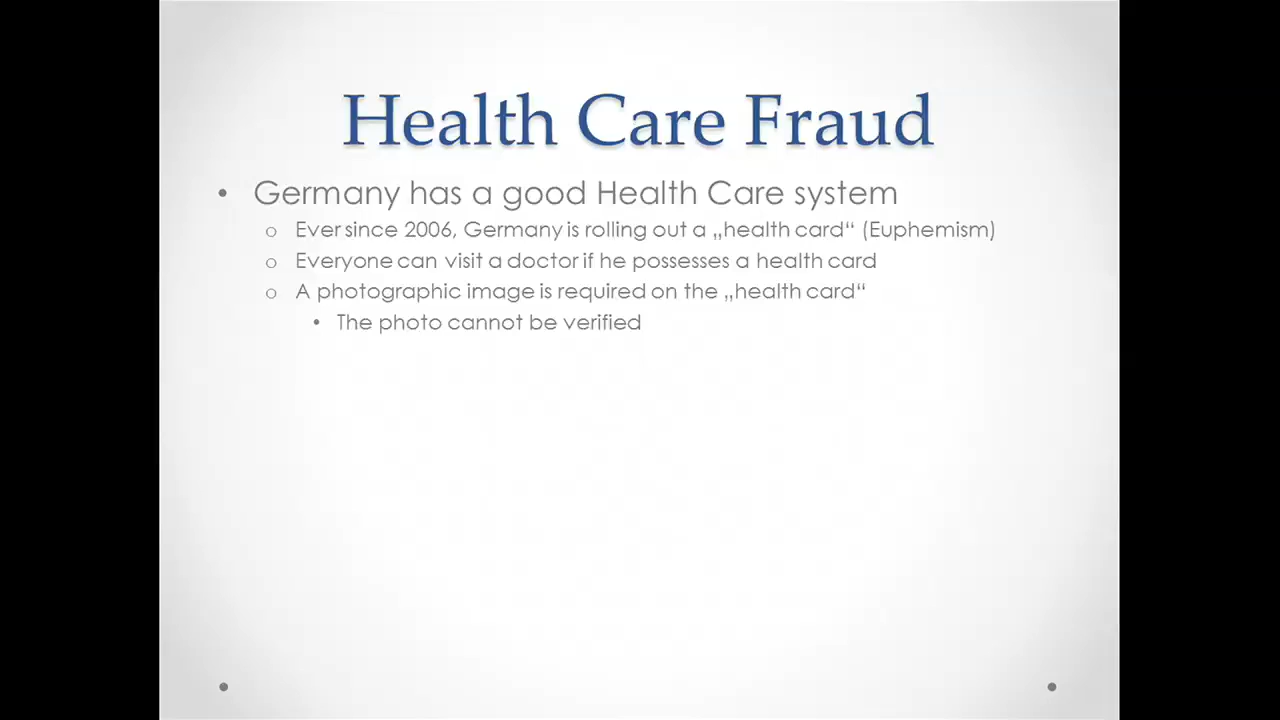 Health Care Fraud
• Germany has a good Health Care system
o Ever since 2006, Germany is rolling out a „health card“ (Euphemism)
o Everyone can visit a doctor if he possesses a health card
o A photographic image is required on the „health card“
• The photo cannot be verified